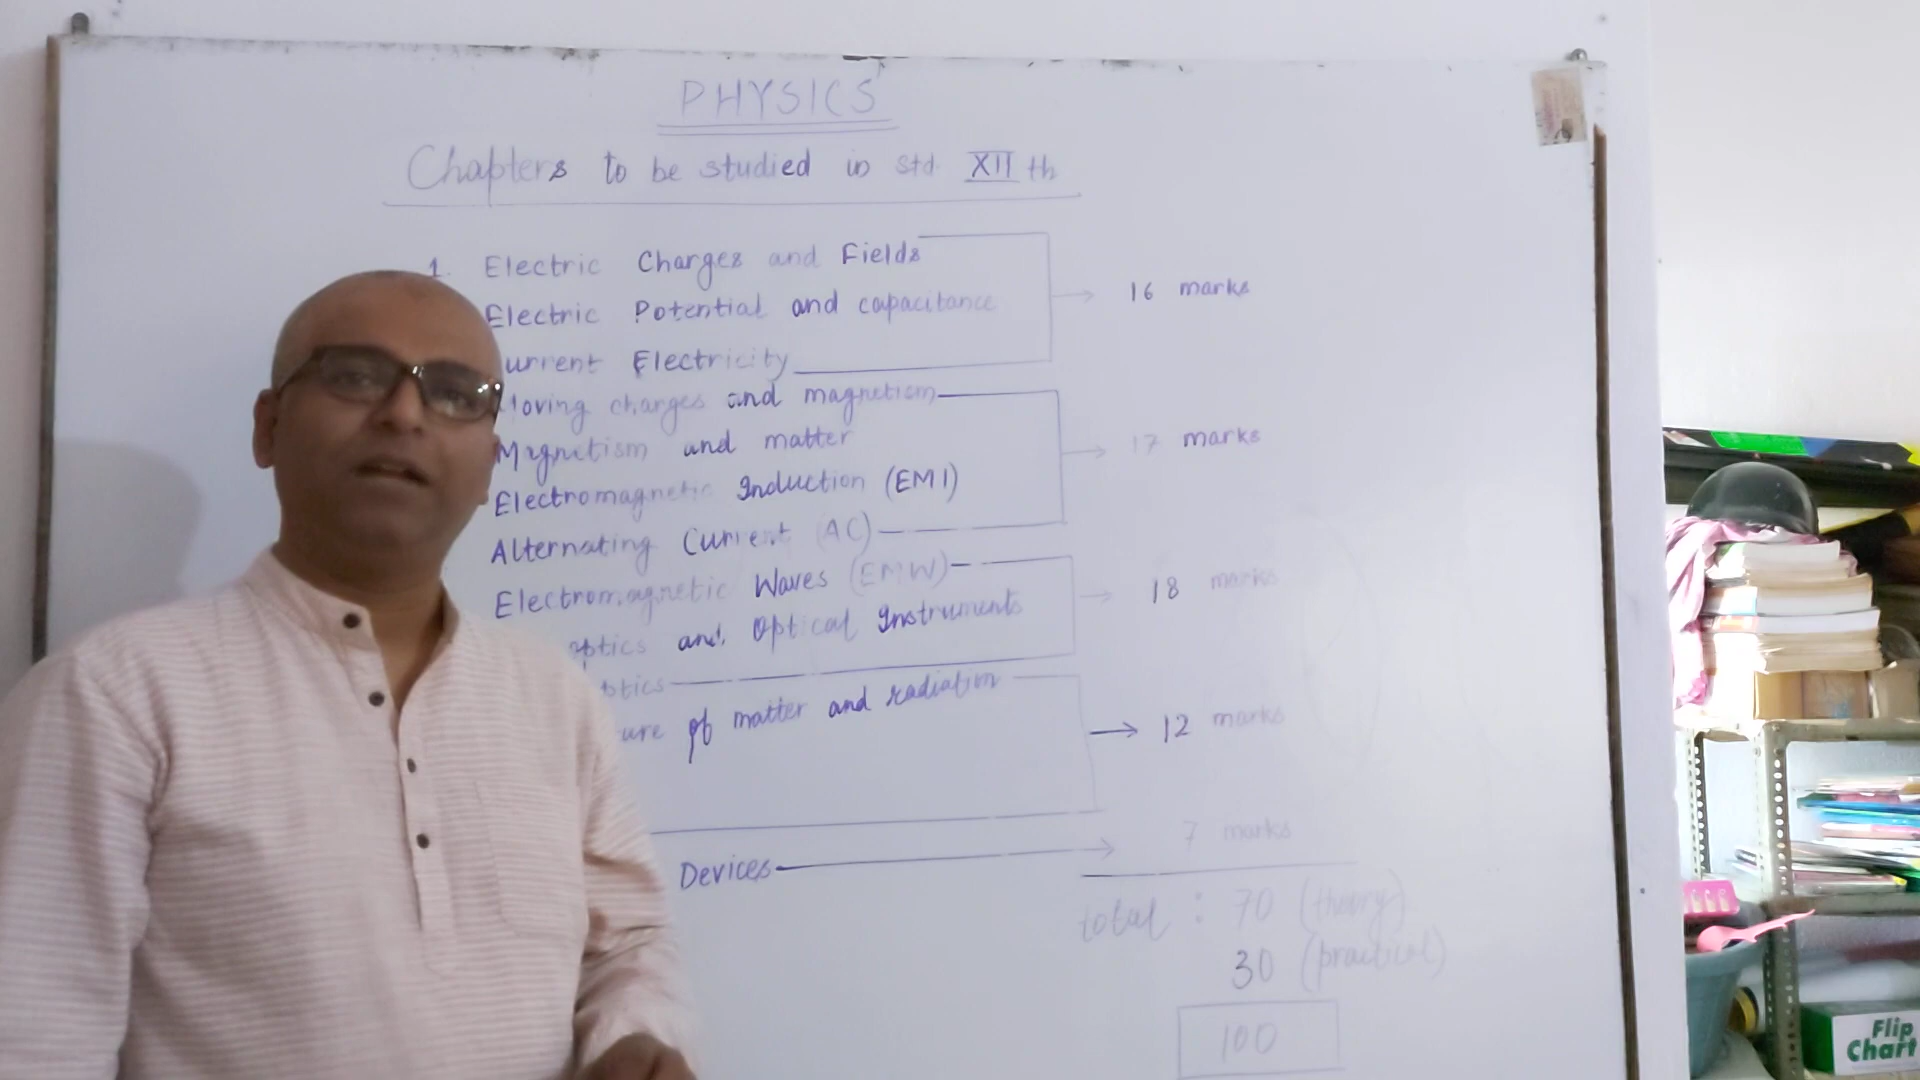 PHYSICS
Chapters to be studied in std. XII th
1. Electric Charges and Fields
Electric Potential and capacitance
urrent Electricity
16 marks
Moving charges and magnetism
Magnetism and matter
Electromagnetic Induction (EMI)
Alternating Current (AC)
17 marks
Electromagnetic Waves (EMW)
optics and Optical Instruments
ptics
18 marks
ure of matter and radiation
12 marks
Devices
7 marks
total : 70 (theory)
30 (practical)
100
Flip
Chart